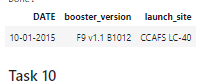 DATE booster_version launch_site
10-01-2015 F9 v1.1 B1012 CCAFS LC-40
Task 10